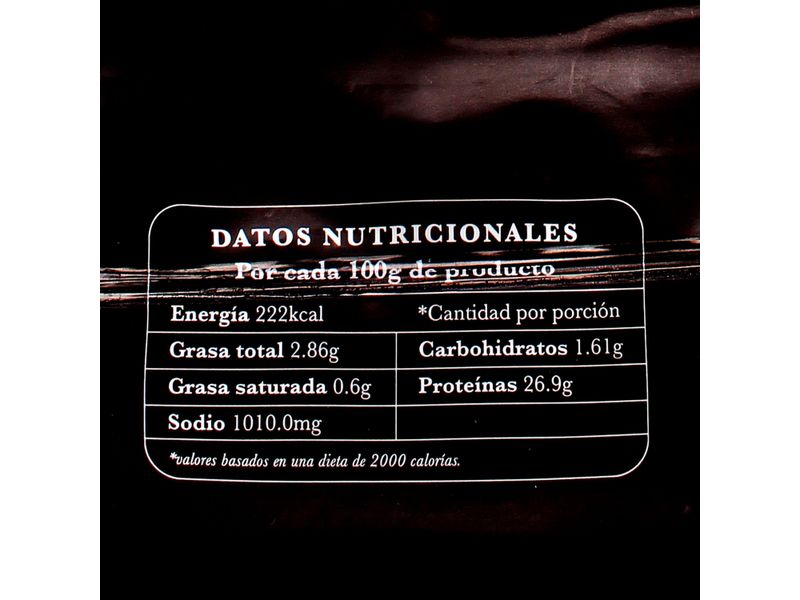 DATOS NUTRICIONALES
Por cada 100g de producto
Energía 222kcal *Cantidad por porción
Grasa total 2.86g Carbohidratos 1.61g
Grasa saturada 0.6g Proteínas 26.9g
Sodio 1010.0mg
*valores basados en una dieta de 2000 calorías.